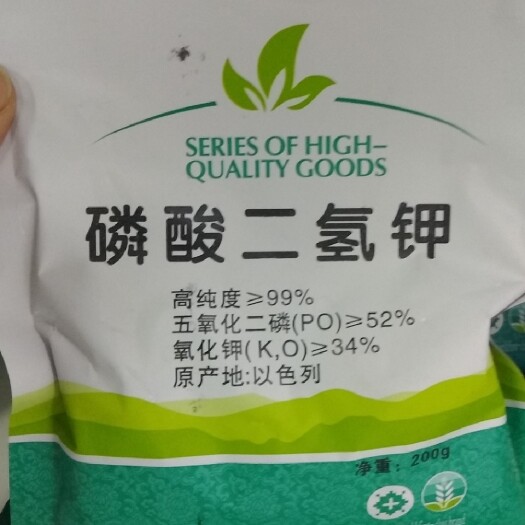 SERIES OF HIGH–
QUALITY GOODS
磷酸二氢钾
高纯度≥99%
五氧化二磷(PO)≥52%
氧化钾(K,O)≥34%
原产地:以色列
净重：200g